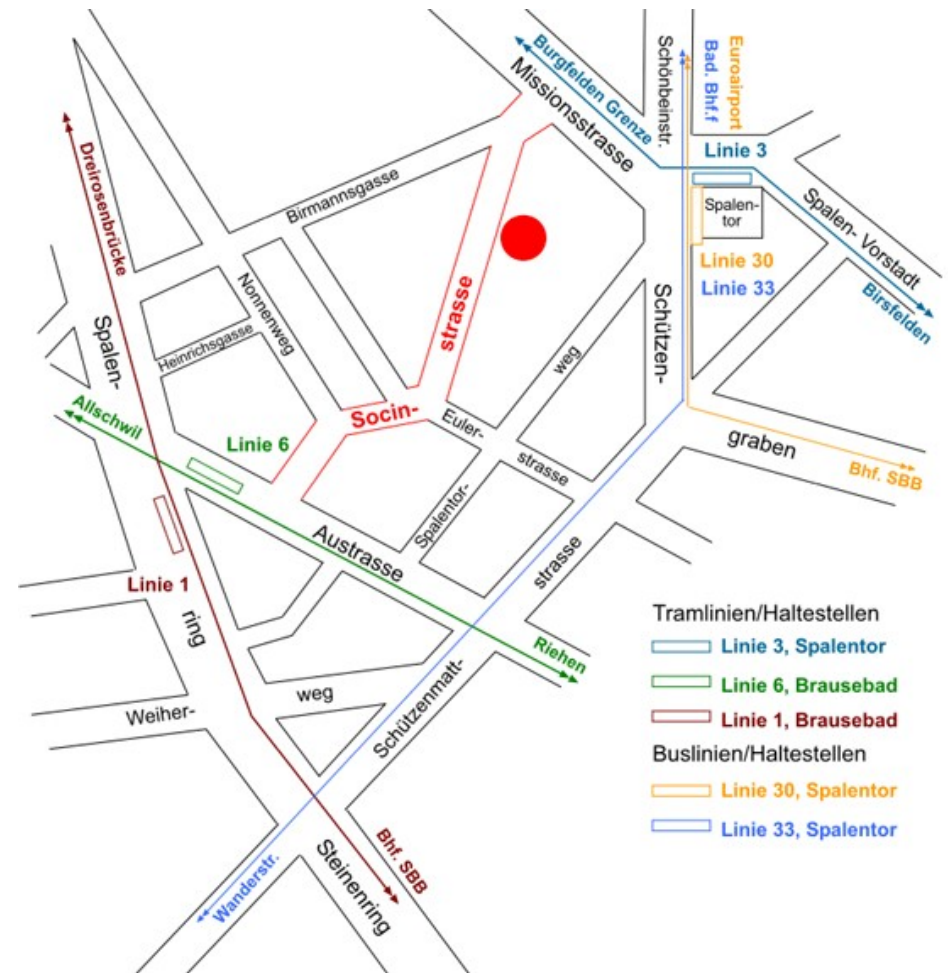 Burgfelden Grenze
Missionsstrasse
Schönbeinstr.
Bad. Bhf.f
Euroairport
Linie 3
Dreirosenbrücke
Birmannsgasse
Spalen-
tor
Spalen- Vorstadt
Linie 30
Linie 33
Birsfelden
Nonnenweg
Heinrichsgasse
strasse
Schützen-
Spalen-
weg
Allschwil
Socin-
Euler-
strasse
Linie 6
graben
Bhf. SBB
Spalentor-
Austrasse
strasse
Linie 1
ring
Riehen
Tramlinien/Haltestellen
Linie 3, Spalentor
Linie 6, Brausebad
Linie 1, Brausebad
weg
Weiher-
Schützenmatt-
Buslinien/Haltestellen
Linie 30, Spalentor
Linie 33, Spalentor
Bhf. SBB
Steinenring
Wanderstr.